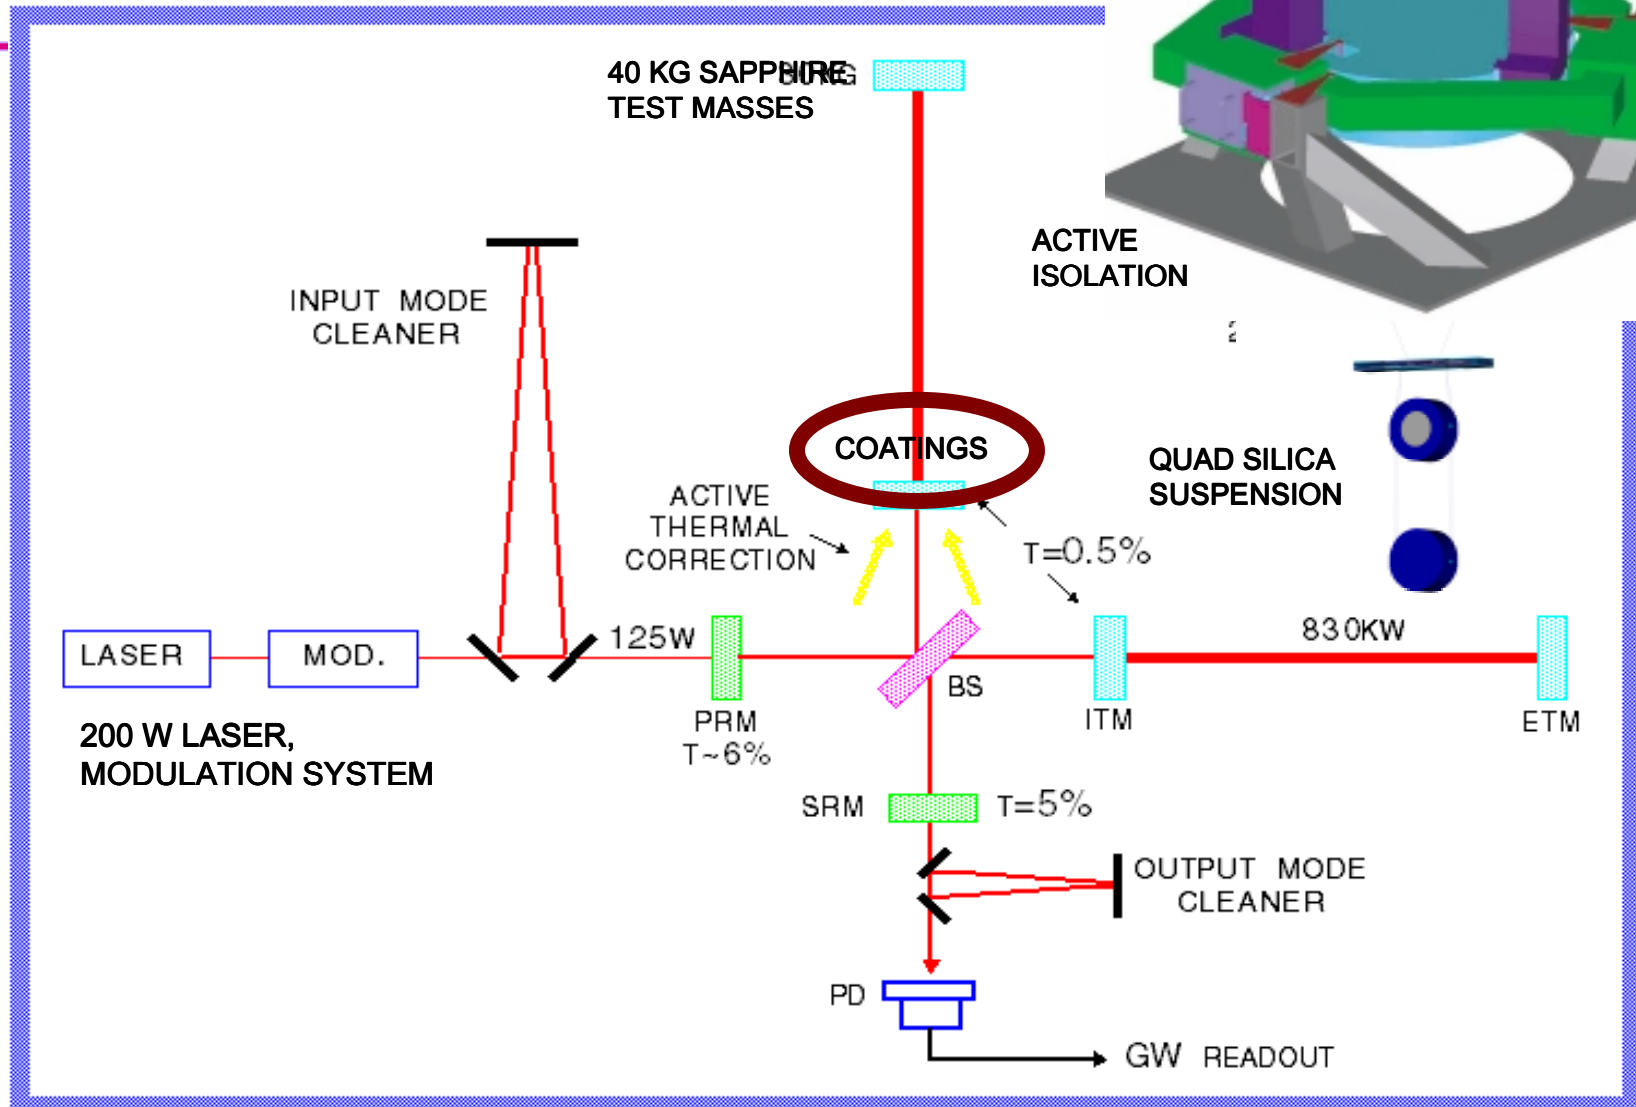 40 KG SAPPHIRE
TEST MASSES
ACTIVE
ISOLATION
INPUT MODE
CLEANER
COATINGS
QUAD SILICA
SUSPENSION
ACTIVE
THERMAL
CORRECTION
T=0.5%
LASER
MOD.
125W
830KW
BS
PRM
T~6%
ITM
ETM
200 W LASER,
MODULATION SYSTEM
SRM
T=5%
OUTPUT MODE
CLEANER
PD
GW READOUT